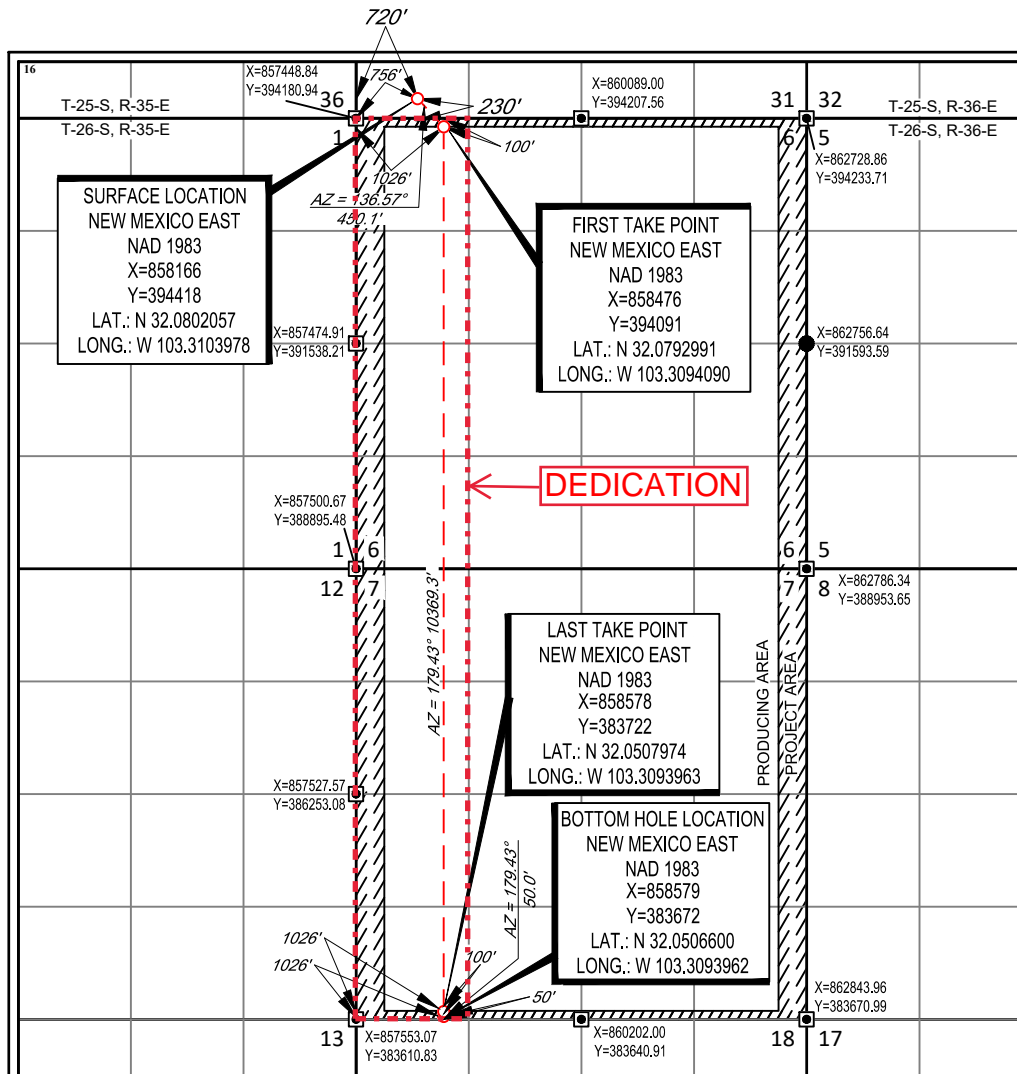 720'
16
X=857448.84
Y=394180.94
756'
X=860089.00
Y=394207.56
36
31
32
T-25-S, R-35-E
230'
T-25-S, R-36-E
T-26-S, R-35-E
T-26-S, R-36-E
1
6
5
100'
X=862728.86
Y=394233.71
1026'
AZ = 136.57°
450.1'
SURFACE LOCATION
NEW MEXICO EAST
NAD 1983
X=858166
Y=394418
LAT.: N 32.0802057
LONG.: W 103.3103978
FIRST TAKE POINT
NEW MEXICO EAST
NAD 1983
X=858476
Y=394091
LAT.: N 32.0792991
LONG.: W 103.3094090
X=857474.91
Y=391538.21
X=862756.64
Y=391593.59
DEDICATION
X=857500.67
Y=388895.48
1
6
6
5
12
7
7
8
X=862786.34
Y=388953.65
AZ = 179.43° 10369.3'
LAST TAKE POINT
NEW MEXICO EAST
NAD 1983
X=858578
Y=383722
LAT.: N 32.0507974
LONG.: W 103.3093963
PRODUCING AREA
PROJECT AREA
X=857527.57
Y=386253.08
BOTTOM HOLE LOCATION
NEW MEXICO EAST
NAD 1983
X=858579
Y=383672
LAT.: N 32.0506600
LONG.: W 103.3093962
AZ = 179.43°
50.0'
1026'
1026'
100'
50'
X=862843.96
Y=383670.99
13
X=857553.07
Y=383610.83
X=860202.00
Y=383640.91
18
17